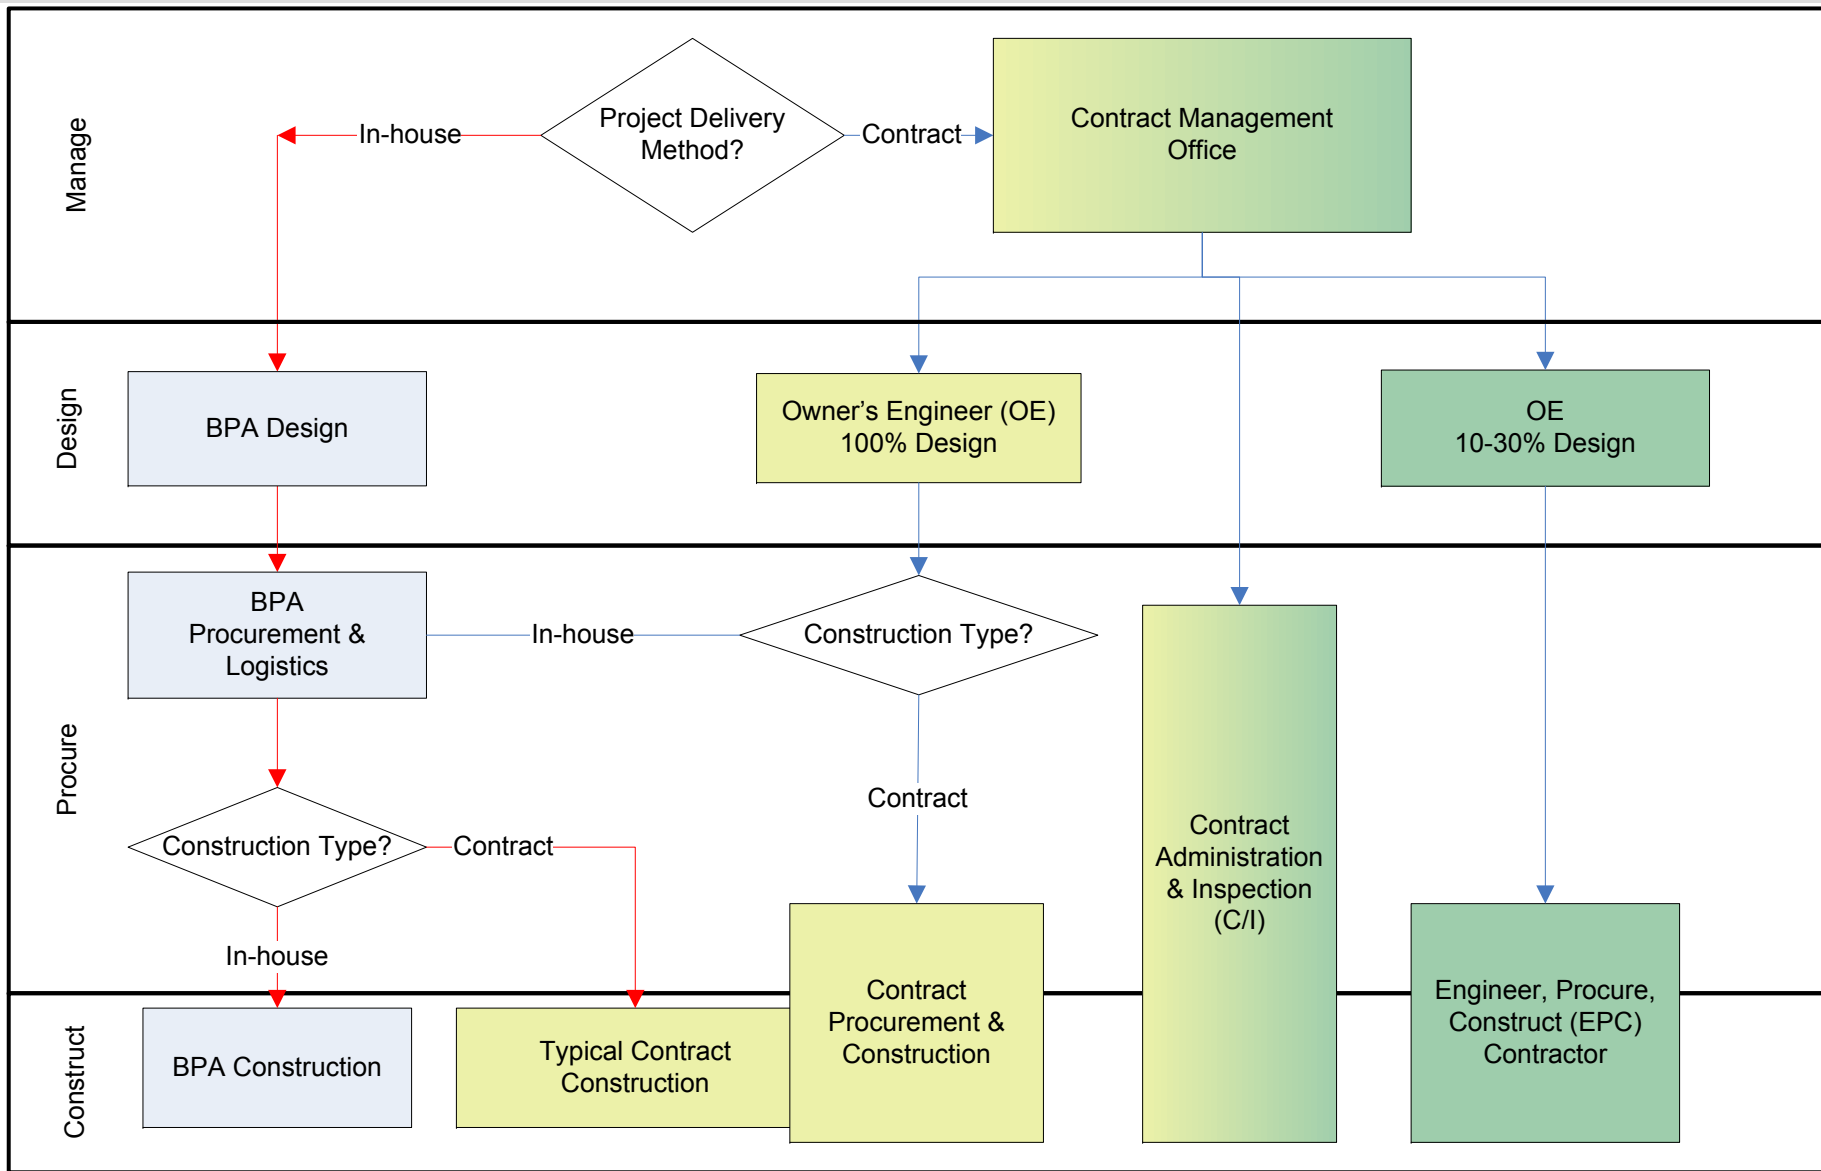 Manage
In-house
Project Delivery
Method?
Contract
Contract Management
Office
Design
BPA Design
Owner’s Engineer (OE)
100% Design
OE
10-30% Design
Procure
BPA
Procurement &
Logistics
In-house
Construction Type?
Contract
Construction Type?
Contract
In-house
Contract
Administration
& Inspection
(C/I)
Construct
BPA Construction
Typical Contract
Construction
Contract
Procurement &
Construction
Engineer, Procure,
Construct (EPC)
Contractor